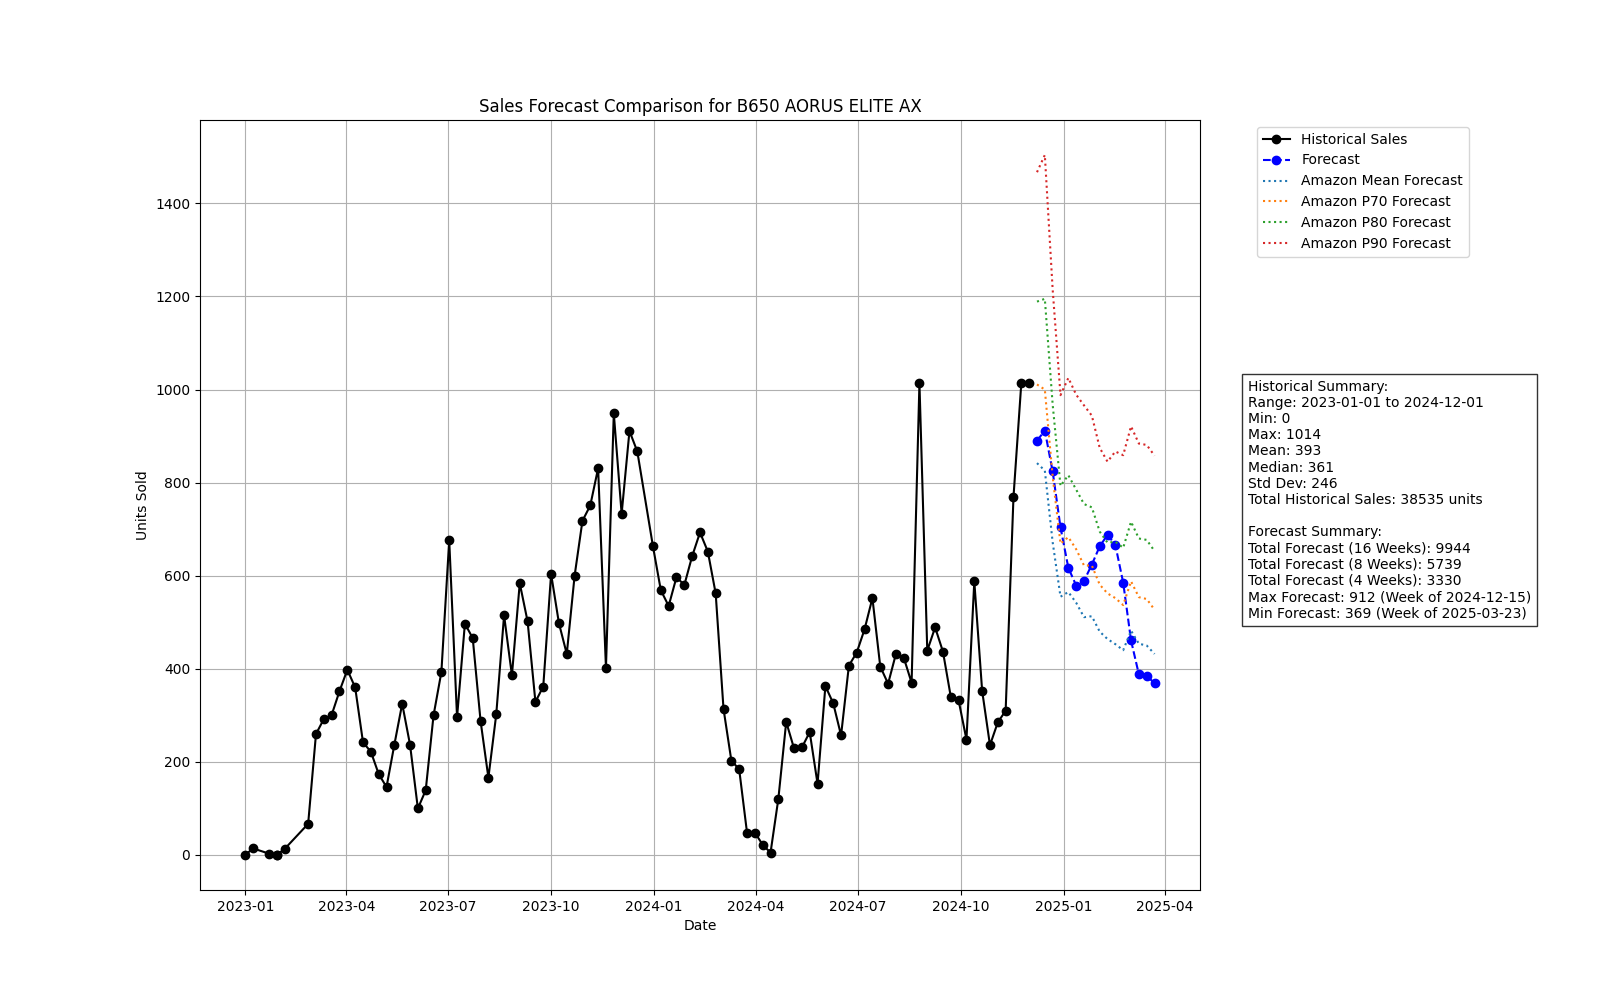 Sales Forecast Comparison for B650 AORUS ELITE AX
Units Sold
1400
1200
1000
800
600
400
200
0
2023-01 2023-04 2023-07 2023-10 2024-01 2024-04 2024-07 2024-10 2025-01 2025-04
Date
Historical Sales
Forecast
Amazon Mean Forecast
Amazon P70 Forecast
Amazon P80 Forecast
Amazon P90 Forecast
Historical Summary:
Range: 2023-01-01 to 2024-12-01
Min: 0
Max: 1014
Mean: 393
Median: 361
Std Dev: 246
Total Historical Sales: 38535 units
Forecast Summary:
Total Forecast (16 Weeks): 9944
Total Forecast (8 Weeks): 5739
Total Forecast (4 Weeks): 3330
Max Forecast: 912 (Week of 2024-12-15)
Min Forecast: 369 (Week of 2025-03-23)